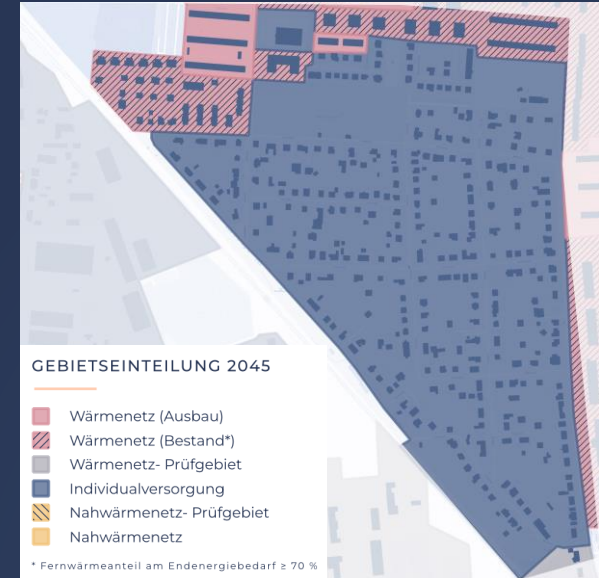 GEBIETSEINTEILUNG 2045
Wärmenetz (Ausbau)
Wärmenetz (Bestand*)
Wärmenetz- Prüfgebiet
Individualversorgung
Nahwärmenetz- Prüfgebiet
Nahwärmenetz
* Fernwärmeanteil am Endenergiebedarf ≥ 70 %